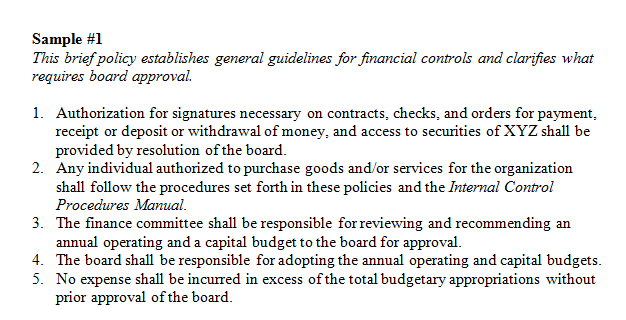 Sample #1
This brief policy establishes general guidelines for financial controls and clarifies what
requires board approval.
1. Authorization for signatures necessary on contracts, checks, and orders for payment,
receipt or deposit or withdrawal of money, and access to securities of XYZ shall be
provided by resolution of the board.
2. Any individual authorized to purchase goods and/or services for the organization
shall follow the procedures set forth in these policies and the Internal Control
Procedures Manual.
3. The finance committee shall be responsible for reviewing and recommending an
annual operating and a capital budget to the board for approval.
4. The board shall be responsible for adopting the annual operating and capital budgets.
5. No expense shall be incurred in excess of the total budgetary appropriations without
prior approval of the board.